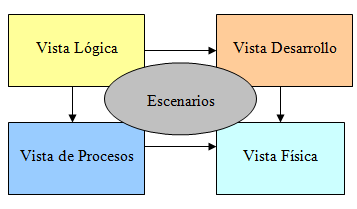 Vista Lógica
Vista Desarrollo
Escenarios
Vista de Procesos
Vista Física